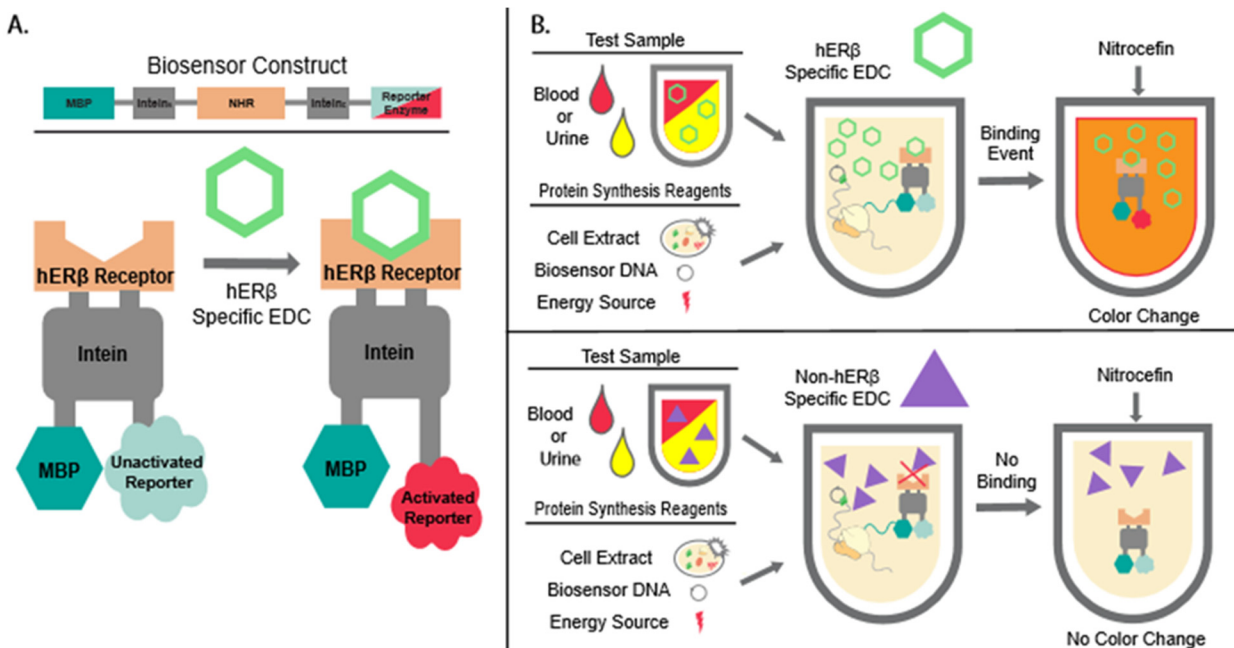 A.
Biosensor Construct
MBP
Intein_N
NHR
Intein_C
Reporter
Enzyme
hERβ Receptor
hERβ
Specific EDC
hERβ Receptor
Intein
Intein
MBP
Unactivated
Reporter
MBP
Activated
Reporter
B.
Test Sample
Blood
or
Urine
Protein Synthesis Reagents
Cell Extract
Biosensor DNA
Energy Source
hERβ
Specific EDC
Binding
Event
Nitrocefin
Color Change
Test Sample
Blood
or
Urine
Protein Synthesis Reagents
Cell Extract
Biosensor DNA
Energy Source
Non-hERβ
Specific EDC
No
Binding
Nitrocefin
No Color Change